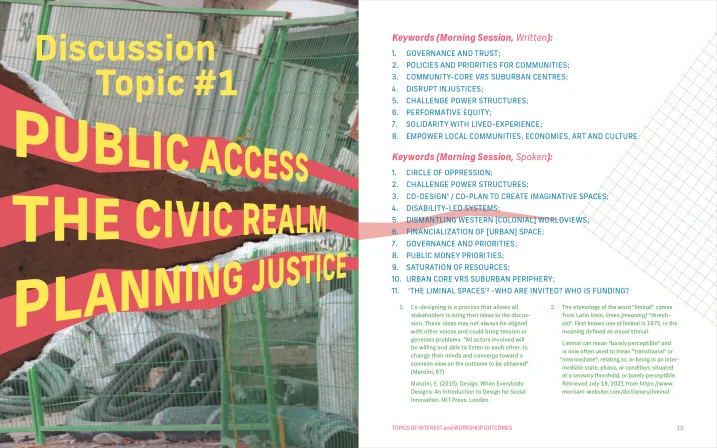 Discussion
Topic #1
PUBLIC ACCESS
THE CIVIC REALM
PLANNING JUSTICE
Keywords (Morning Session, Written):
1. GOVERNANCE AND TRUST;
2. POLICIES AND PRIORITIES FOR COMMUNITIES;
3. COMMUNITY-CORE VRS SUBURBAN CENTRES;
4. DISRUPT INJUSTICES;
5. CHALLENGE POWER STRUCTURES;
6. PERFORMATIVE EQUITY;
7. SOLIDARITY WITH LIVED-EXPERIENCE;
8. EMPOWER LOCAL COMMUNITIES, ECONOMIES, ART AND CULTURE
Keywords (Morning Session, Spoken):
1. CIRCLE OF OPPRESSION;
2. CHALLENGE POWER STRUCTURES;
3. CO-DESIGN¹ / CO-PLAN TO CREATE IMAGINATIVE SPACES;
4. DISABILITY-LED SYSTEMS;
5. DISMANTLING WESTERN [COLONIAL] WORLDVIEWS;
6. FINANCIALIZATION OF [URBAN] SPACE;
7. GOVERNANCE AND PRIORITIES;
8. PUBLIC MONEY PRIORITIES;
9. SATURATION OF RESOURCES;
10. URBAN CORE VRS SUBURBAN PERIPHERY;
11. 'THE LIMINAL SPACES'² -WHO ARE INVITED? WHO IS FUNDING?
1. Co-designing is a process that allows all
stakeholders to bring their ideas to the discus-
sion. These ideas may not always be aligned
with other voices and could bring tension or
generate problems. "All actors involved will
be willing and able to listen to each other, to
change their minds and converge toward a
common view on the outcome to be obtained"
(Manzini, 67)
Manzini, E. (2015). Design, When Everybody
Designs: An Introduction to Design for Social
Innovation. MIT Press. London.
2. The etymology of the word "liminal" comes
from Latin limin, limen [meaning] "thresh-
old". First known use of liminal is 1975, in the
meaning defined as visual stimuli.
Liminal can mean "barely perceptible" and
is now often used to mean "transitional" or
"intermediate"; relating to, or being in an inter-
mediate state, phase, or condition; situated
at a sensory threshold, or barely perceptible.
Retrieved July 18, 2021 from https://www.
merriam-webster.com/dictionary/liminal.
TOPICS OF INTEREST and WORKSHOP OUTCOMES
13